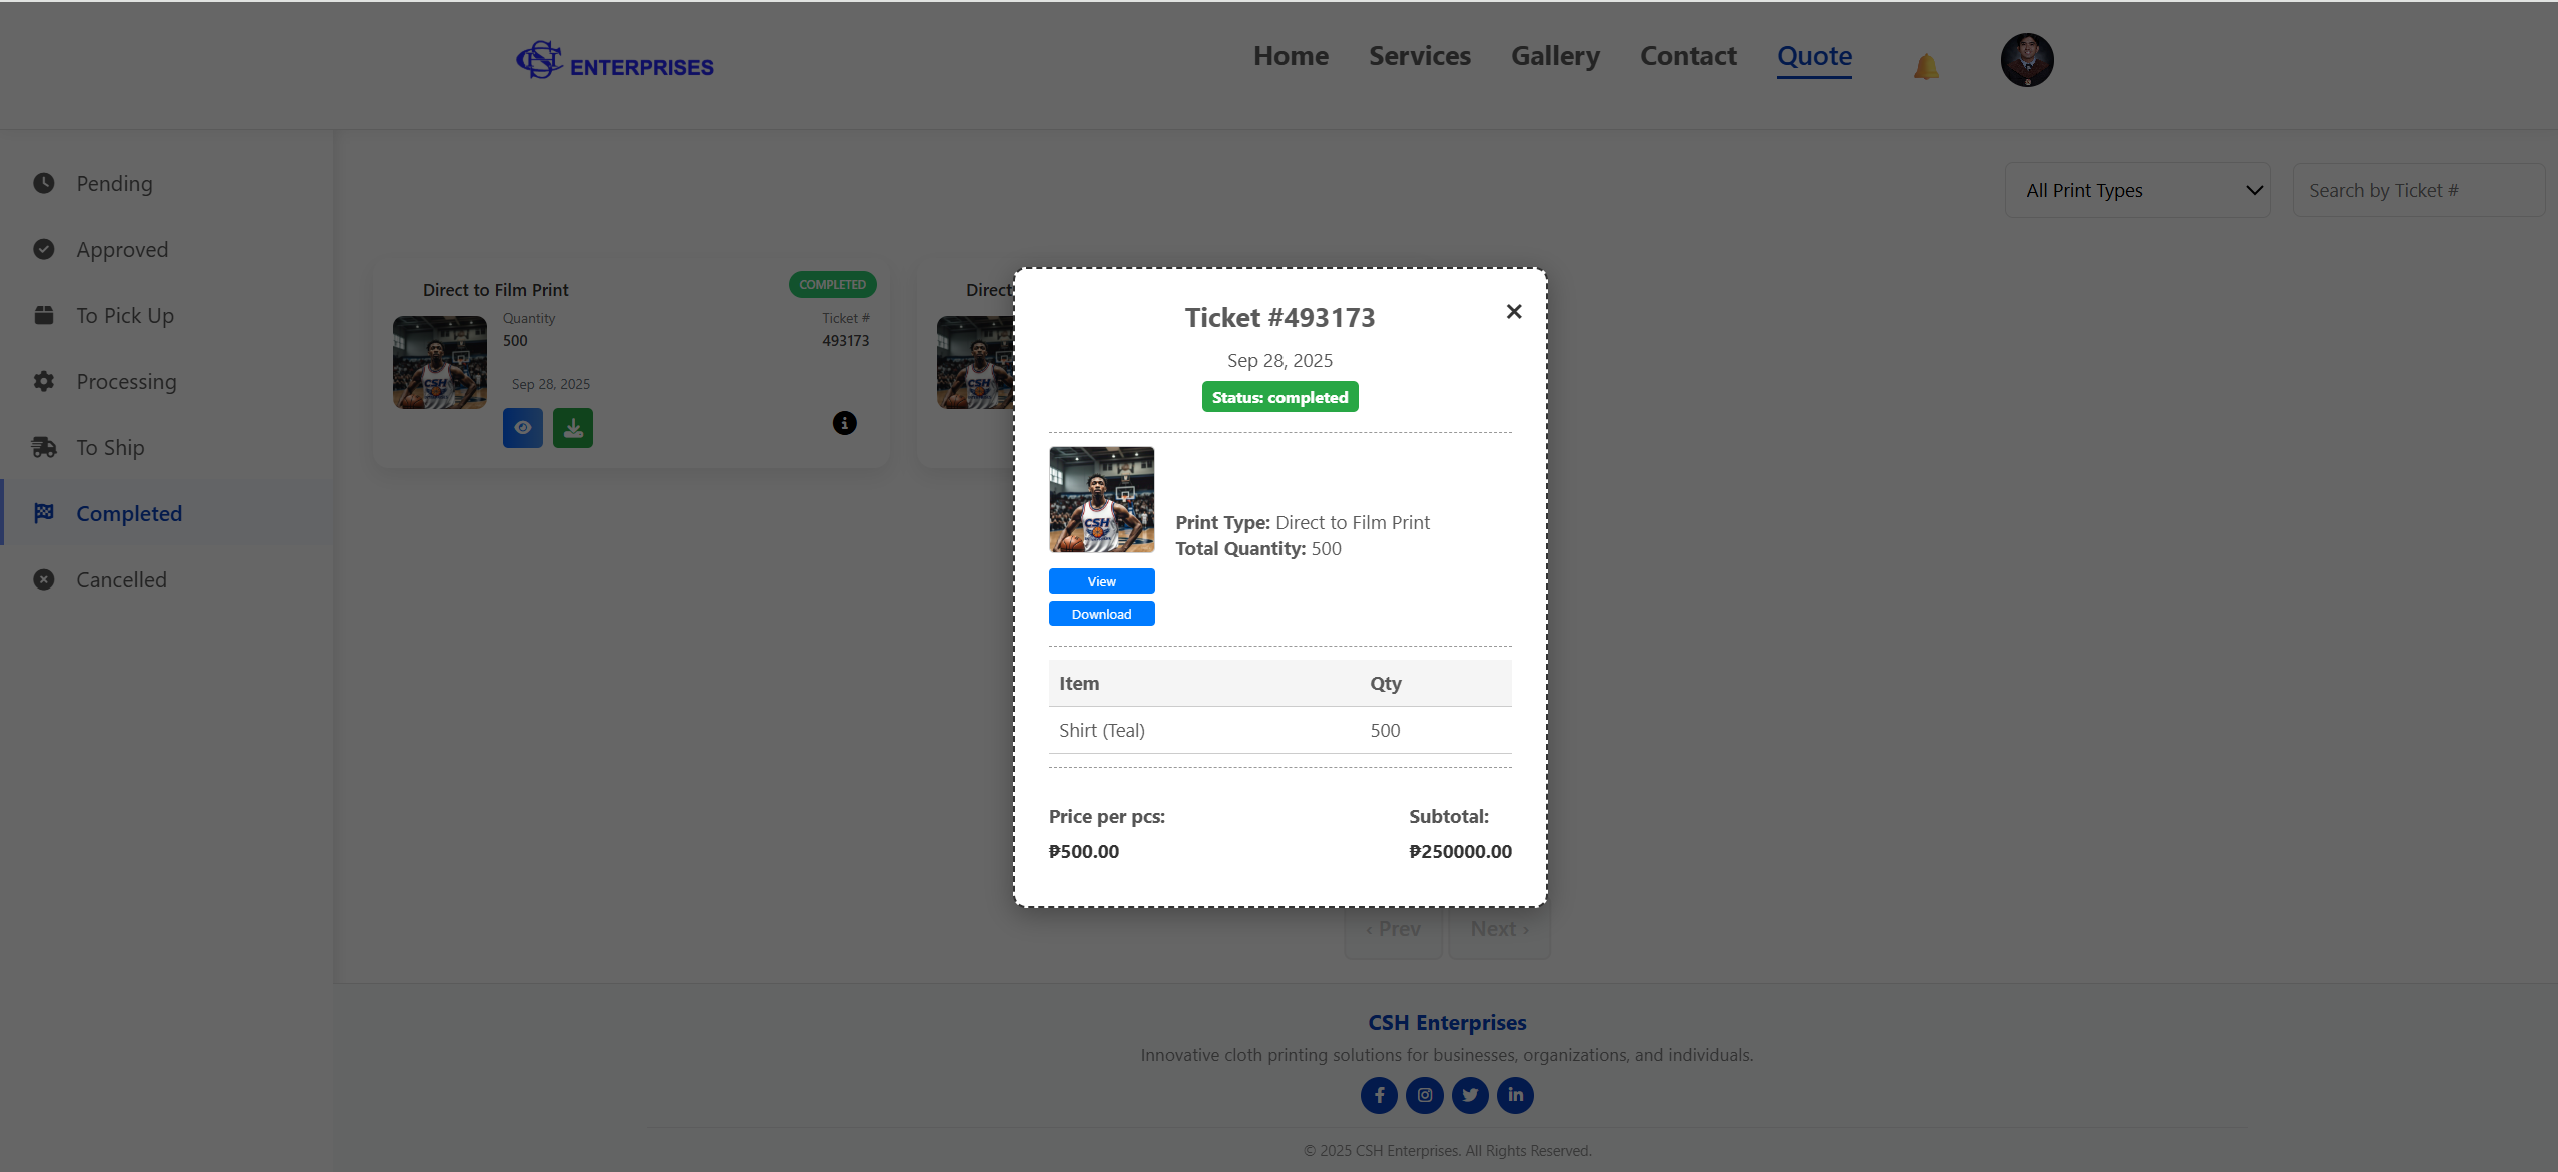 CSH ENTERPRISES
Home Services Gallery Contact Quote
Pending
Approved
To Pick Up
Processing
To Ship
Completed
Cancelled
All Print Types
Search by Ticket #
Direct to Film Print
COMPLETED
Quantity
500
Ticket #
493173
Sep 28, 2025
CSH
Direct
CSH
Ticket #493173
Sep 28, 2025
Status: completed
CSH
Print Type: Direct to Film Print
Total Quantity: 500
View
Download
Item Qty
Shirt (Teal) 500
Price per pcs: Subtotal:
₱500.00 ₱250000.00
‹ Prev Next ›
CSH Enterprises
Innovative cloth printing solutions for businesses, organizations, and individuals.
© 2025 CSH Enterprises. All Rights Reserved.